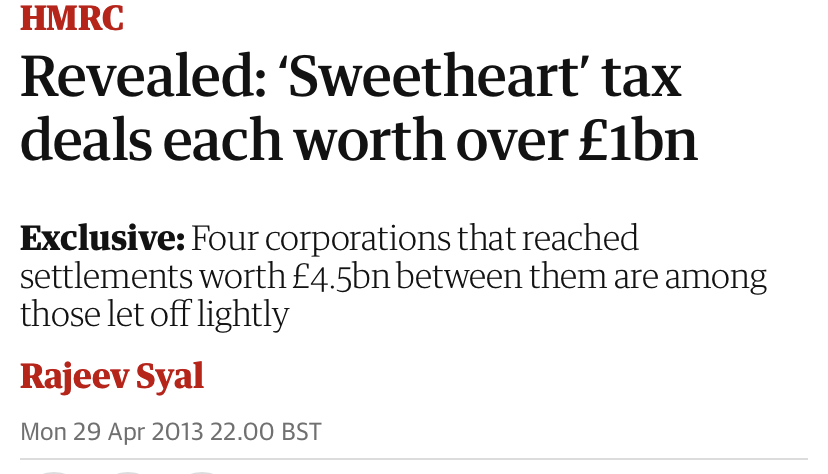 HMRC
Revealed: ‘Sweetheart’ tax
deals each worth over £1bn
Exclusive: Four corporations that reached
settlements worth £4.5bn between them are among
those let off lightly
Rajeev Syal
Mon 29 Apr 2013 22.00 BST